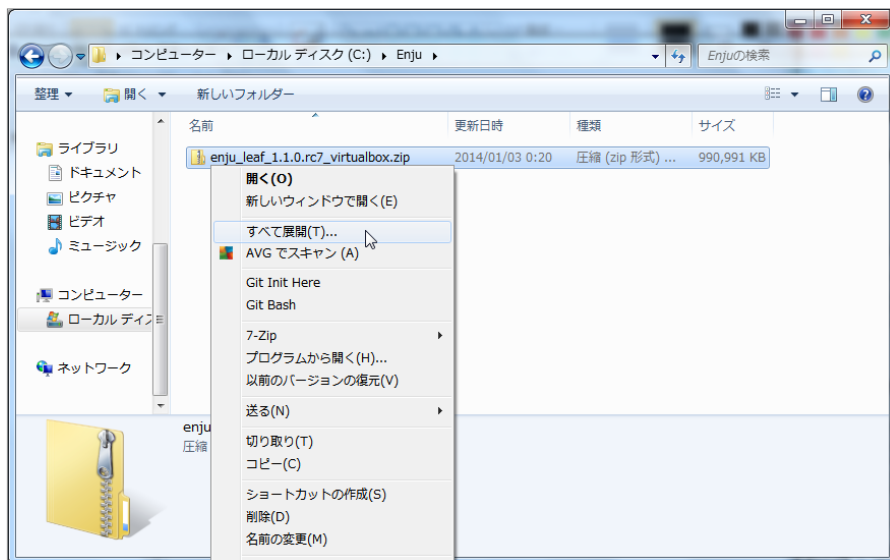 コンピューター ローカル ディスク (C:) Enju
Enjuの検索
整理 開く 新しいフォルダー
名前 更新日時 種類 サイズ
enju_leaf_1.1.0.rc7_virtualbox.zip 2014/01/03 0:20 圧縮 (zip 形式) ... 990,991 KB
ライブラリ
ドキュメント
ピクチャ
ビデオ
ミュージック
コンピューター
ローカル ディス
ネットワーク
開く(O)
新しいウィンドウで開く(E)
すべて展開(T)...
AVG でスキャン (A)
Git Init Here
Git Bash
7-Zip
プログラムから開く(H)...
以前のバージョンの復元(V)
送る(N)
切り取り(T)
コピー(C)
ショートカットの作成(S)
削除(D)
名前の変更(M)
enju
圧縮